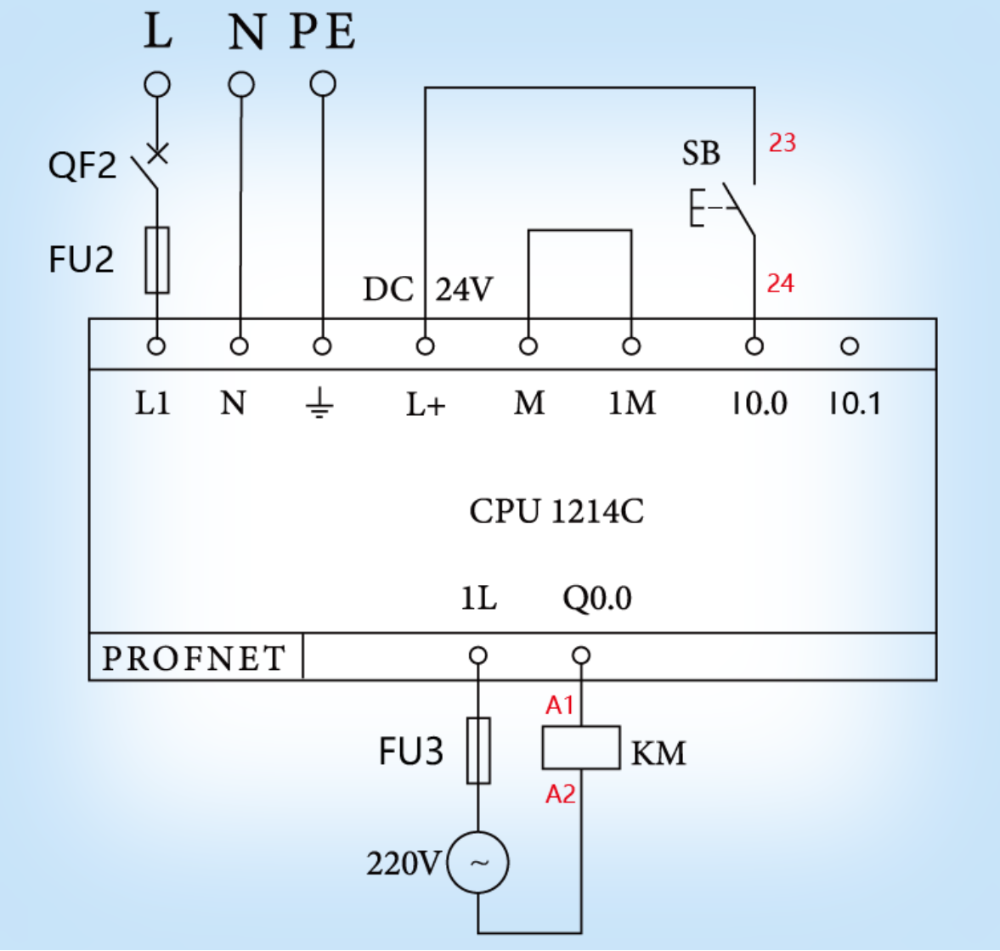 L N PE
23
SB
QF2
FU2
24
DC 24V
L1 N L+ M 1M I0.0 I0.1
CPU 1214C
1L Q0.0
PROFNET
A1
FU3
KM
A2
220V ~